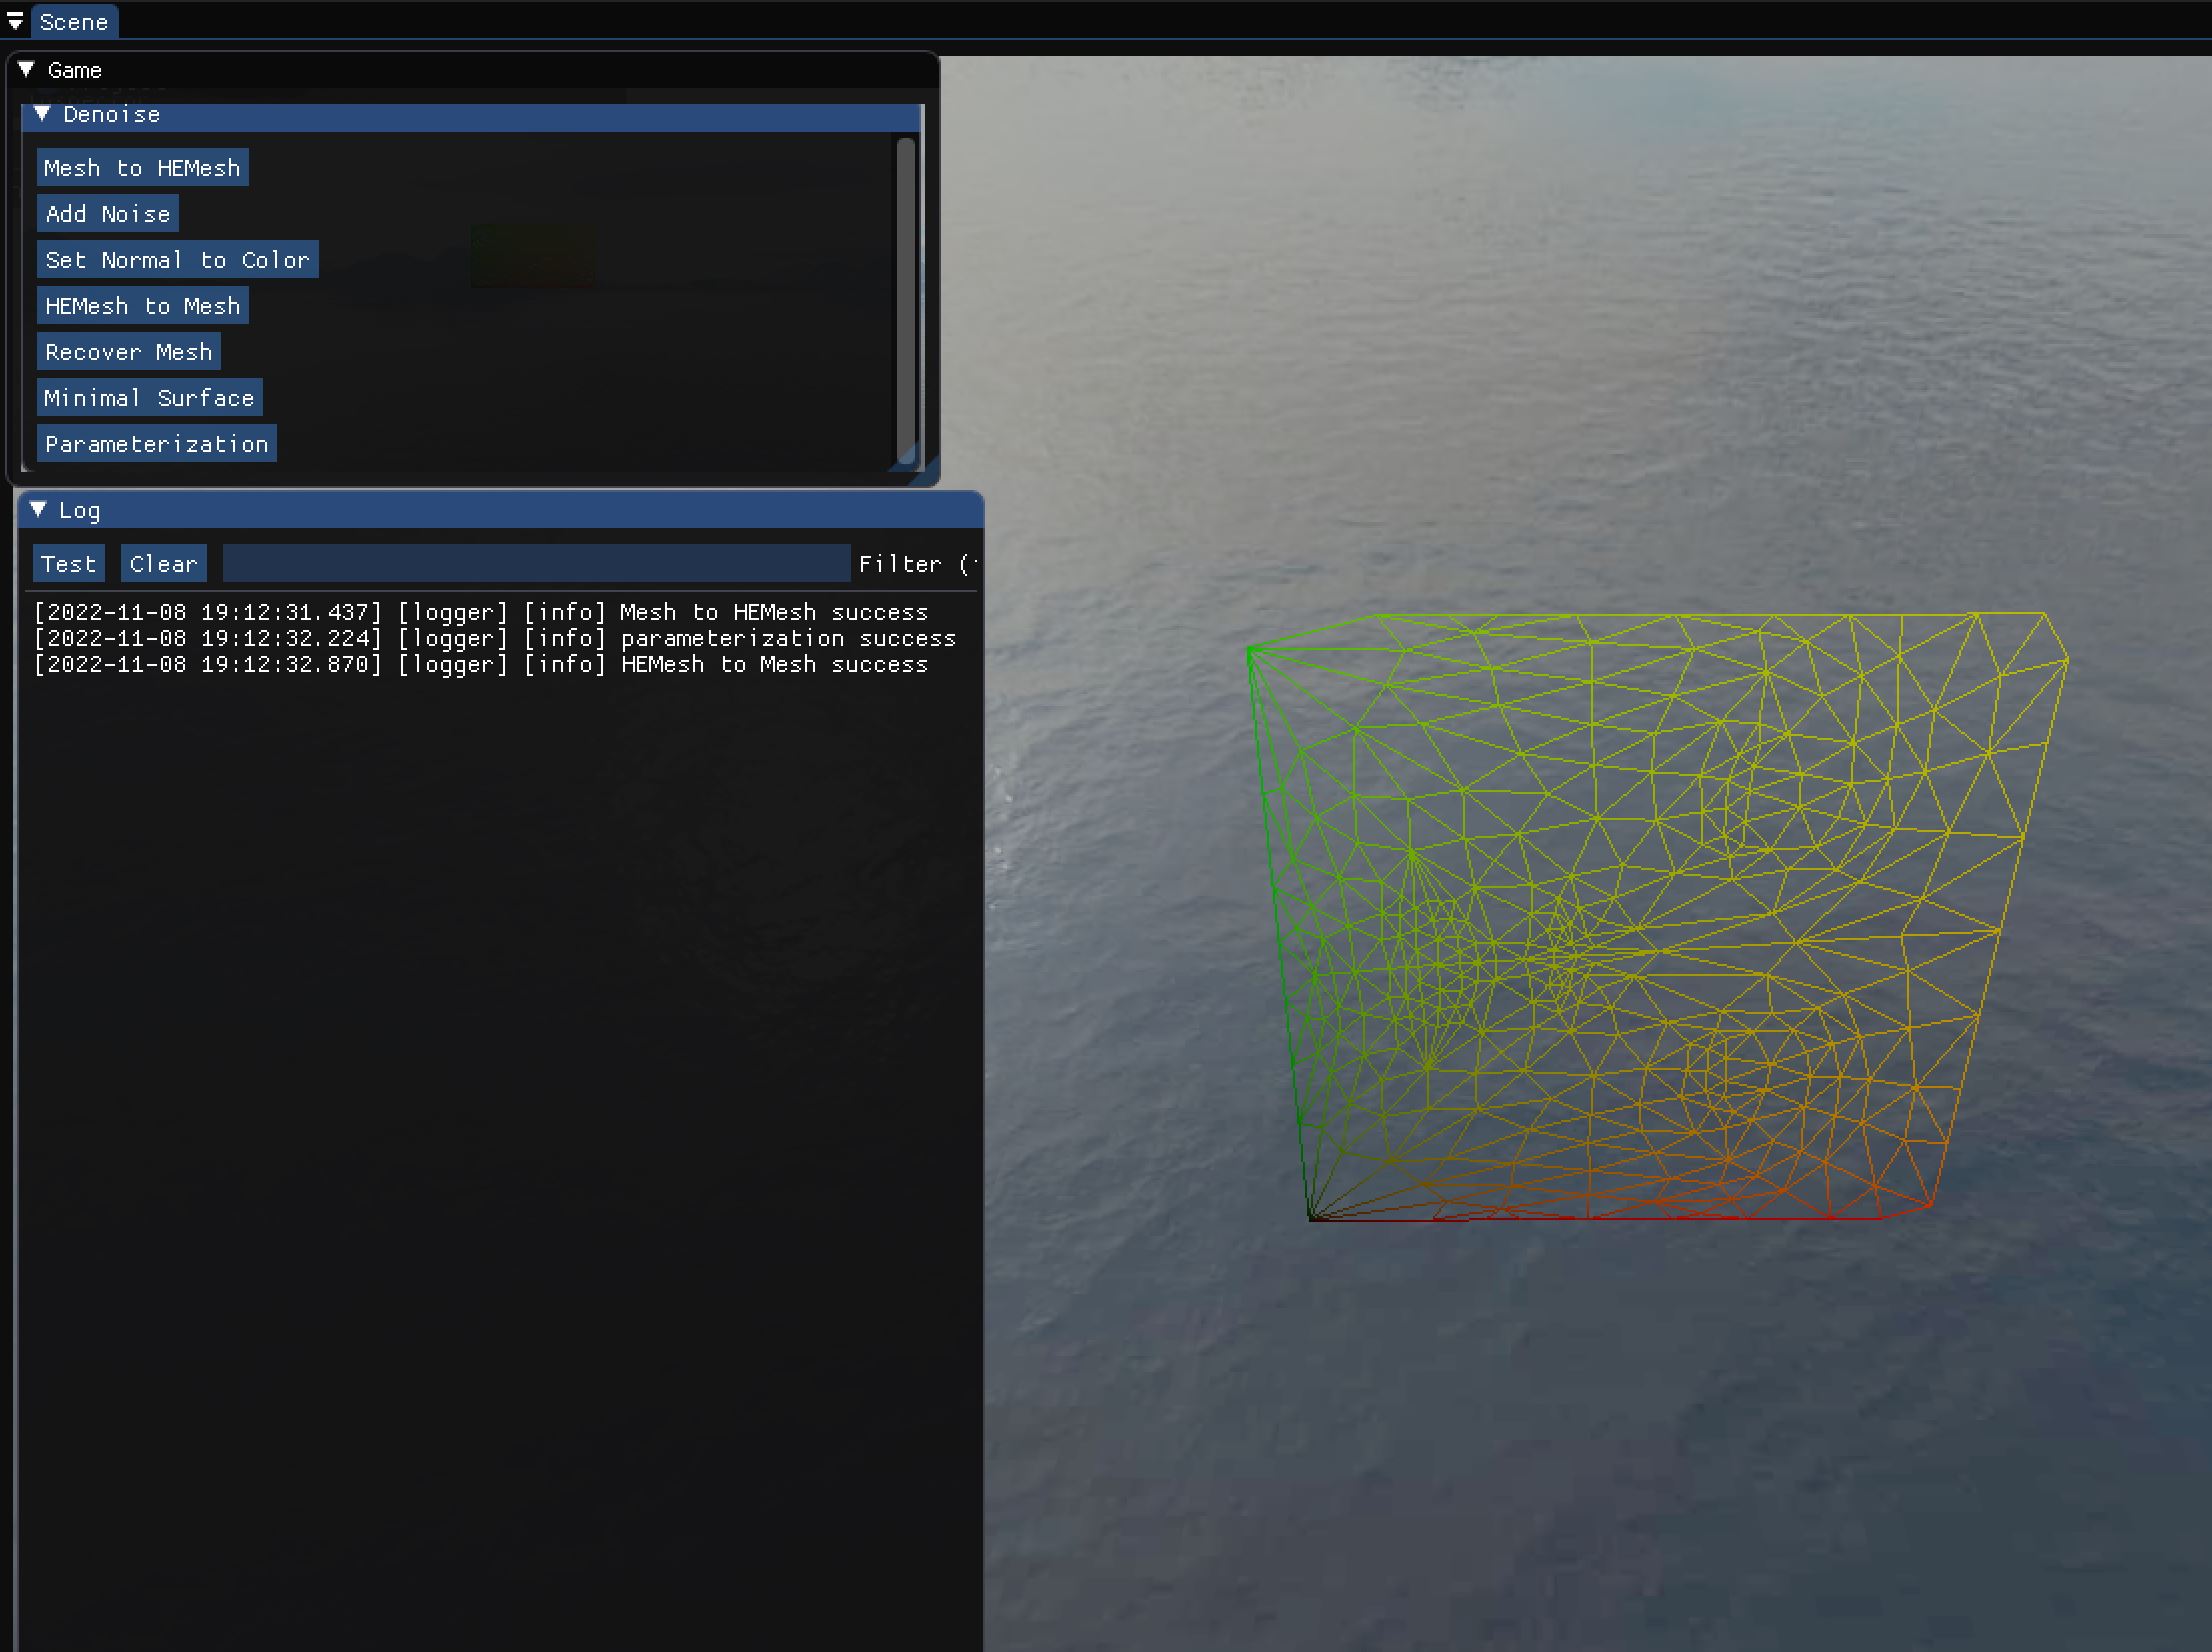 Scene
Game
Denoise
Mesh to HEMesh
Add Noise
Set Normal to Color
HEMesh to Mesh
Recover Mesh
Minimal Surface
Parameterization
Log
Test Clear Filter (
[2022-11-08 19:12:31.437] [logger] [info] Mesh to HEMesh success
[2022-11-08 19:12:32.224] [logger] [info] parameterization success
[2022-11-08 19:12:32.870] [logger] [info] HEMesh to Mesh success